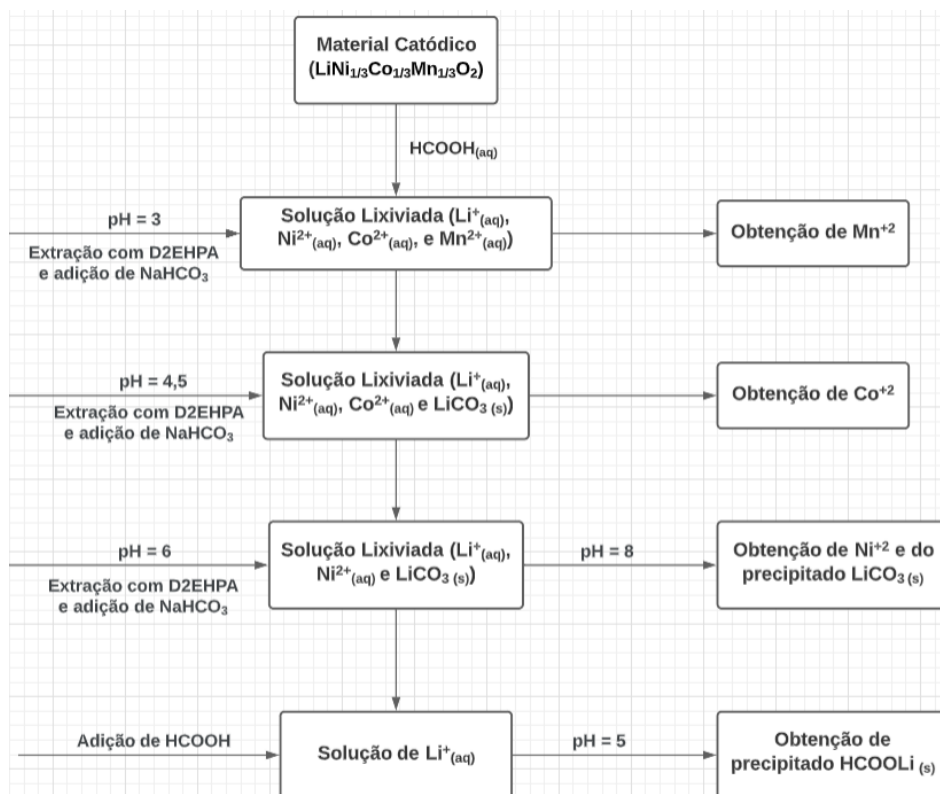 Material Catódico
(LiNi₁/₃Co₁/₃Mn₁/₃O₂)
HCOOH(aq)
pH = 3
Extração com D2EHPA
e adição de NaHCO₃
Solução Lixiviada (Li⁺(aq),
Ni²⁺(aq), Co²⁺(aq), e Mn²⁺(aq))
Obtenção de Mn⁺²
pH = 4,5
Extração com D2EHPA
e adição de NaHCO₃
Solução Lixiviada (Li⁺(aq),
Ni²⁺(aq), Co²⁺(aq) e LiCO₃ (s))
Obtenção de Co⁺²
pH = 6
Extração com D2EHPA
e adição de NaHCO₃
Solução Lixiviada (Li⁺(aq),
Ni²⁺(aq) e LiCO₃ (s))
pH = 8
Obtenção de Ni⁺² e do
precipitado LiCO₃ (s)
Adição de HCOOH
Solução de Li⁺(aq)
pH = 5
Obtenção de
precipitado HCOOLi (s)